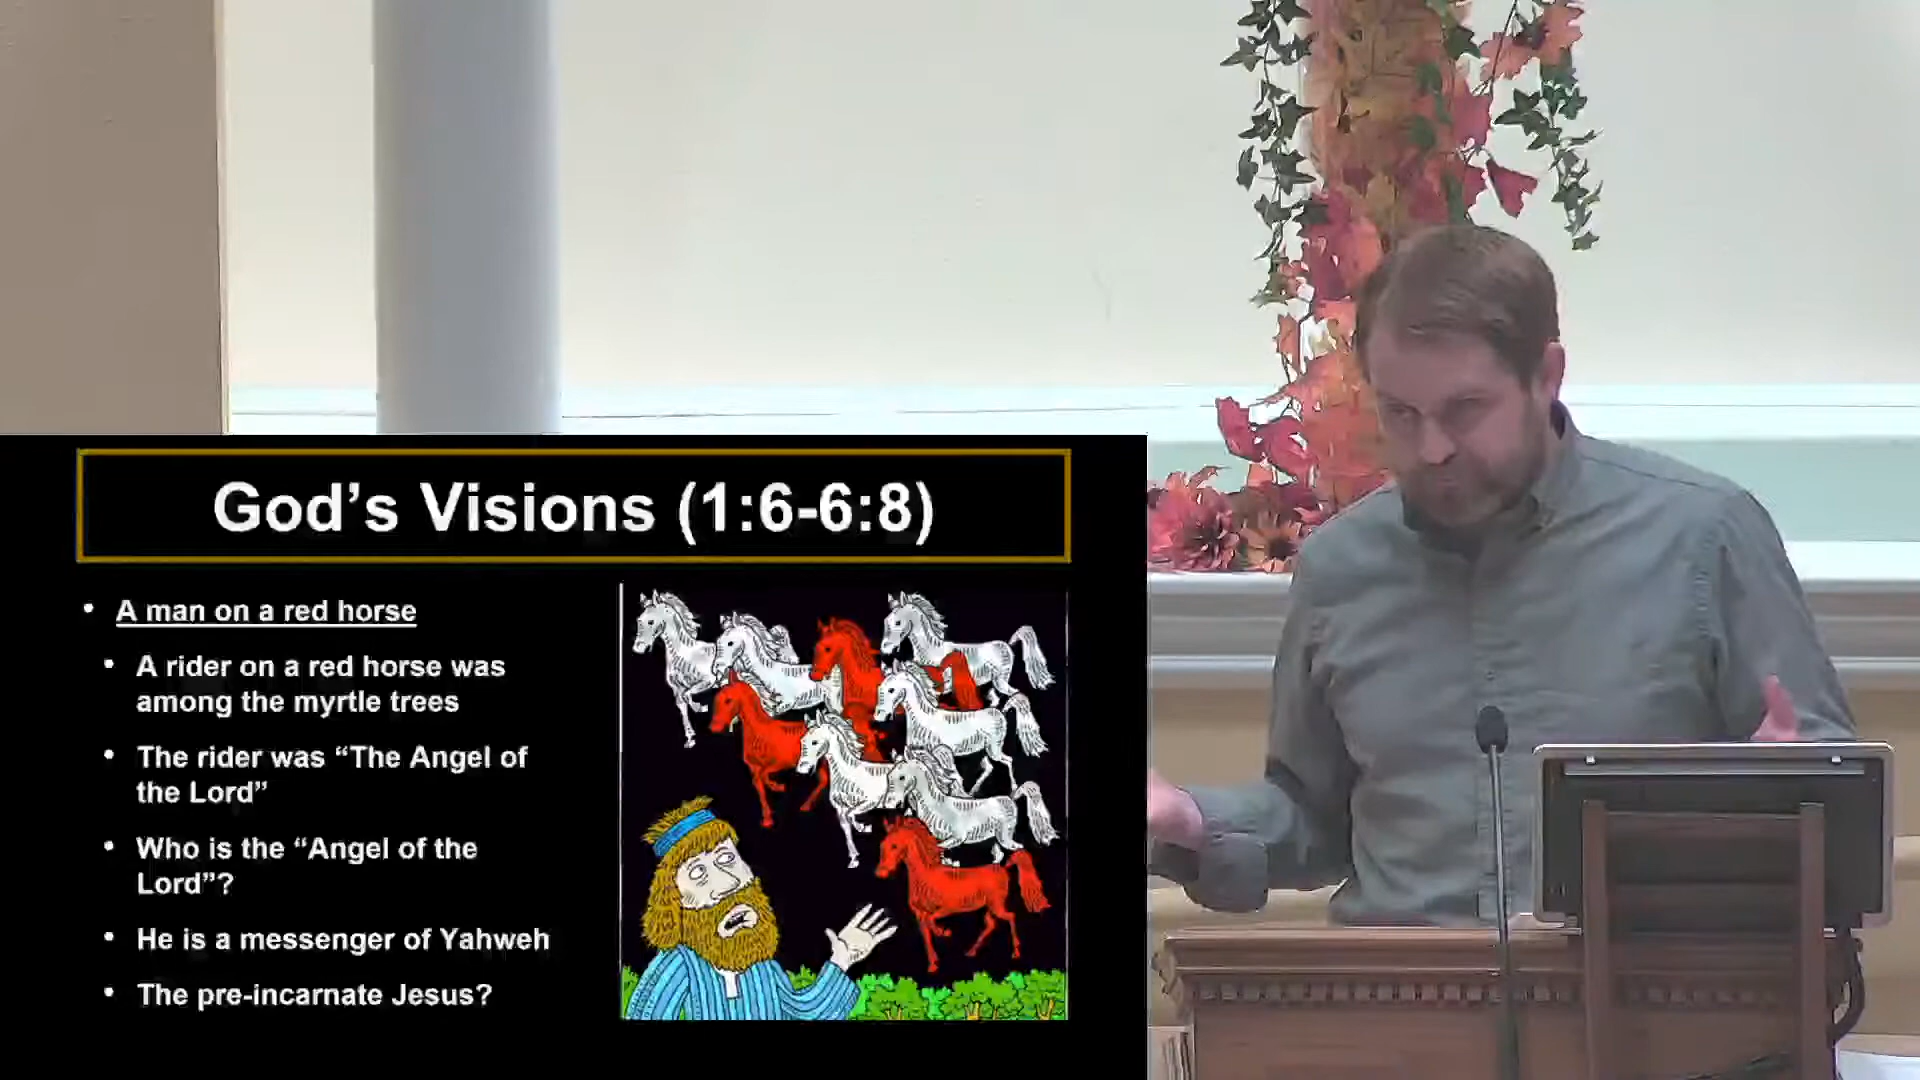 God’s Visions (1:6-6:8)
• A man on a red horse
• A rider on a red horse was
among the myrtle trees
• The rider was “The Angel of
the Lord”
• Who is the “Angel of the
Lord”?
• He is a messenger of Yahweh
• The pre-incarnate Jesus?